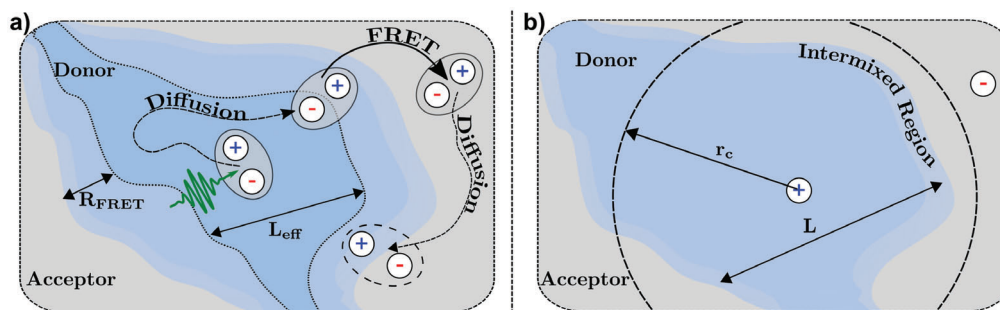 a)
Donor
FRET
Diffusion
Diffusion
+
-
+
-
+
-
+
-
R_FRET
L_eff
Acceptor
b)
Donor
Intermixed Region
-
r_c
+
L
Acceptor